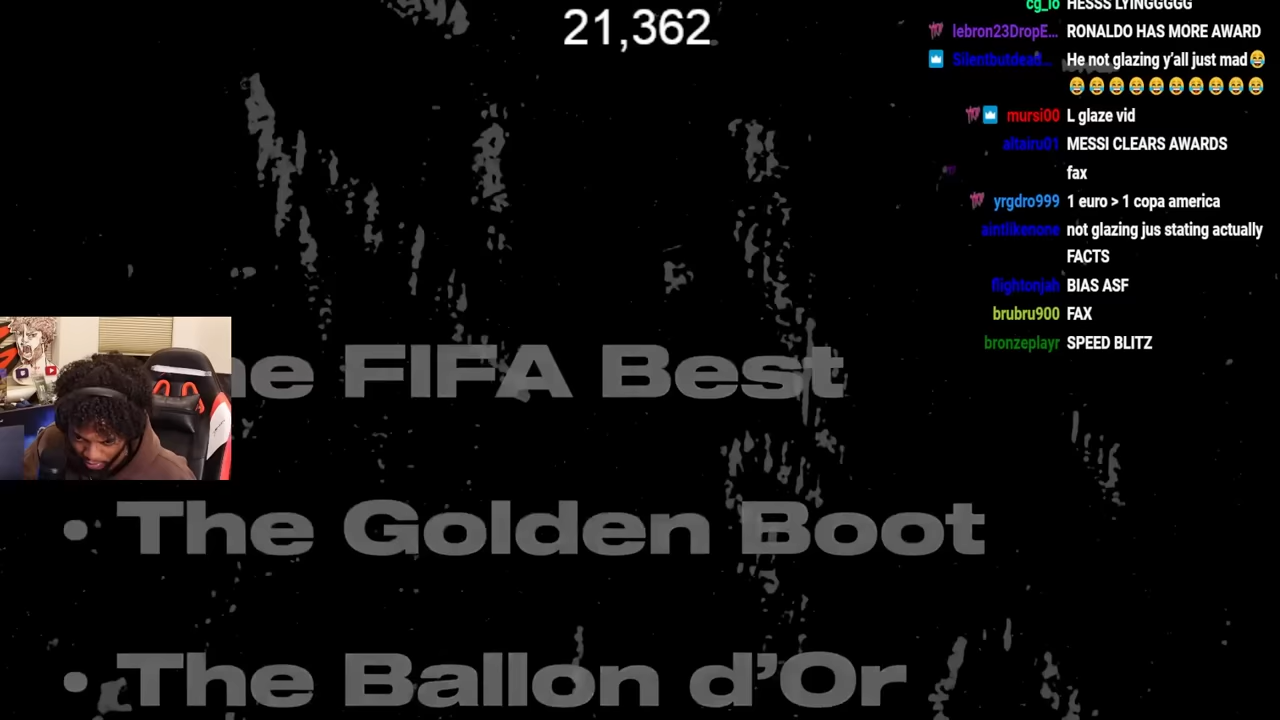 21,362
HESSS LYINGGGGG
lebron23DropE... RONALDO HAS MORE AWARD
Silentbutdead... He not glazing y'all just mad😂
😂😂😂😂😂😂😂😂😂😂
mursi00 L glaze vid
altairu01 MESSI CLEARS AWARDS
fax
yrgdro999 1 euro > 1 copa america
aintlikenone not glazing jus stating actually
FACTS
flightonjah BIAS ASF
brubru900 FAX
bronzeplayr SPEED BLITZ
he FIFA Best
• The Golden Boot
• The Ballon d’Or